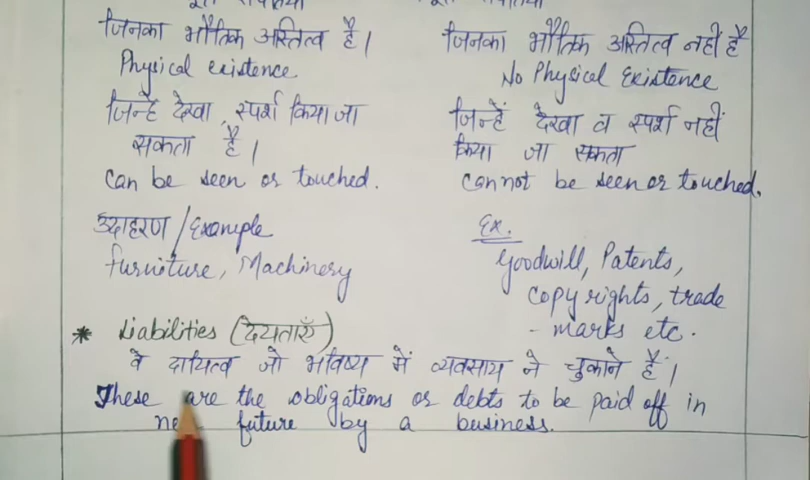 जिनका भौतिक अस्तित्व है।
Physical existence
जिन्हें देखा, स्पर्श किया जा
सकता है।
can be seen or touched.
उदाहरण/Example
furniture, Machinery
जिनका भौतिक अस्तित्व नहीं है
No Physical Existence
जिन्हें देखा व स्पर्श नहीं
किया जा सकता
cannot be seen or touched.
Ex.
Goodwill, Patents,
copy rights, trade
- marks etc.
* Liabilities (देयताएँ)
वे दायित्व जो भविष्य में व्यवसाय ने चुकाने हैं।
These are the obligations or debts to be paid off in
future by a business.